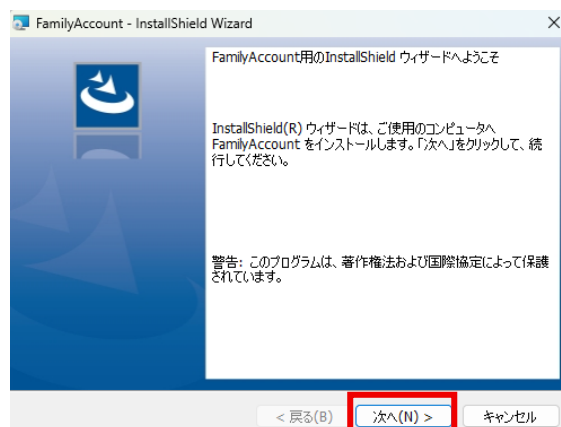 FamilyAccount - InstallShield Wizard
FamilyAccount用のInstallShield ウィザードへようこそ
InstallShield(R) ウィザードは、ご使用のコンピュータへ
FamilyAccount をインストールします。「次へ」をクリックして、続
行してください。
警告: このプログラムは、著作権法および国際協定によって保護
されています。
< 戻る(B)
次へ(N) >
キャンセル